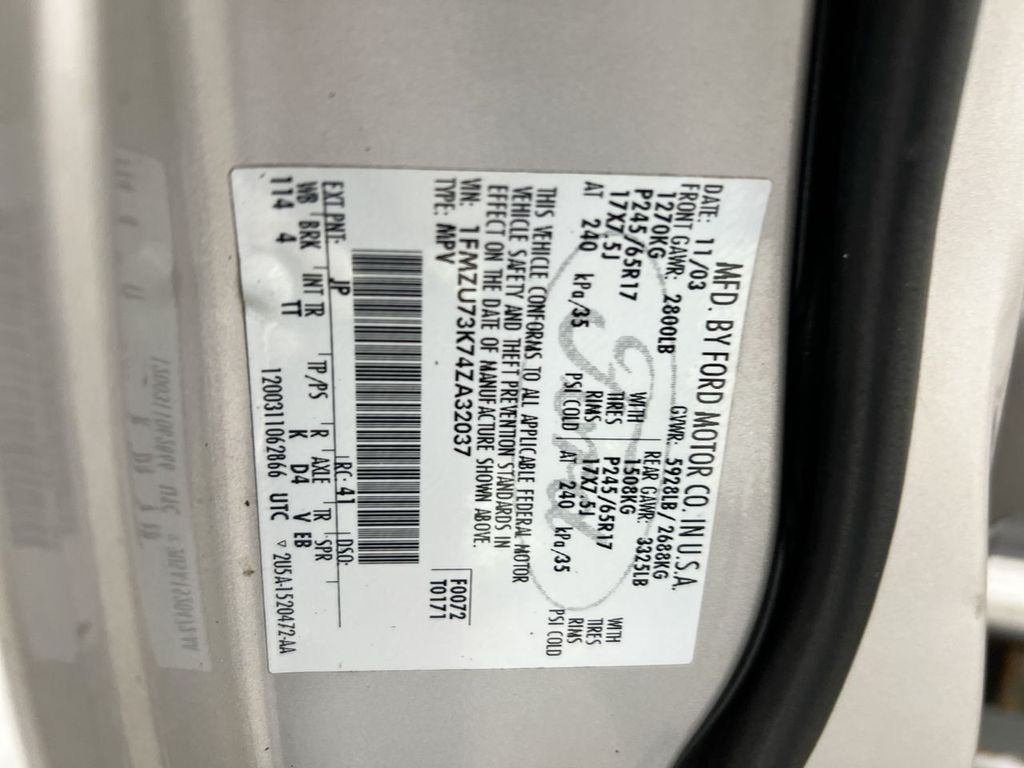 MFD. BY FORD MOTOR CO. IN U.S.A.
DATE: 11/03 GVWR: 5928LB/2688KG
FRONT GAWR: 2800LB REAR GAWR: 3325LB
1270KG WITH 1508KG WITH
P245/65R17 TIRES P245/65R17 TIRES
17X7.5J RIMS 17X7.5J RIMS
AT 240 kPa/35 PSI COLD AT 240 kPa/35 PSI COLD
THIS VEHICLE CONFORMS TO ALL APPLICABLE FEDERAL MOTOR
VEHICLE SAFETY AND THEFT PREVENTION STANDARDS IN
EFFECT ON THE DATE OF MANUFACTURE SHOWN ABOVE.
VIN: 1FMZU73K74ZA32037
TYPE: MPV
F0072
T0171
EXT PNT: JP RC: 41 DSO:
WB BRK INT TR TP/PS R AXLE TR SPR
114 4 TT K D4 V EB
1200311062866 UTC ▽ 2U5A-1520472-AA